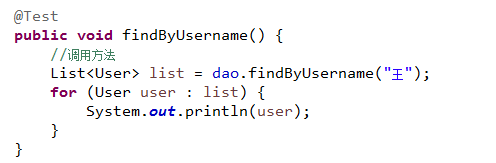 @Test
public void findByUsername() {
    //调用方法
    List<User> list = dao.findByUsername("王");
    for (User user : list) {
        System.out.println(user);
    }
}